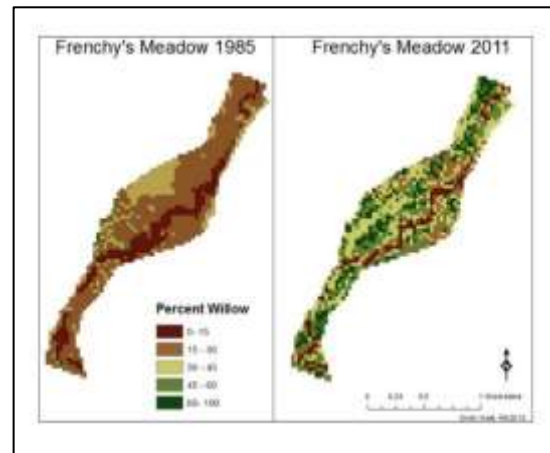 Frenchy's Meadow 1985
Frenchy's Meadow 2011
Percent Willow
0- 15
15 - 30
30 - 45
45 - 60
60- 100